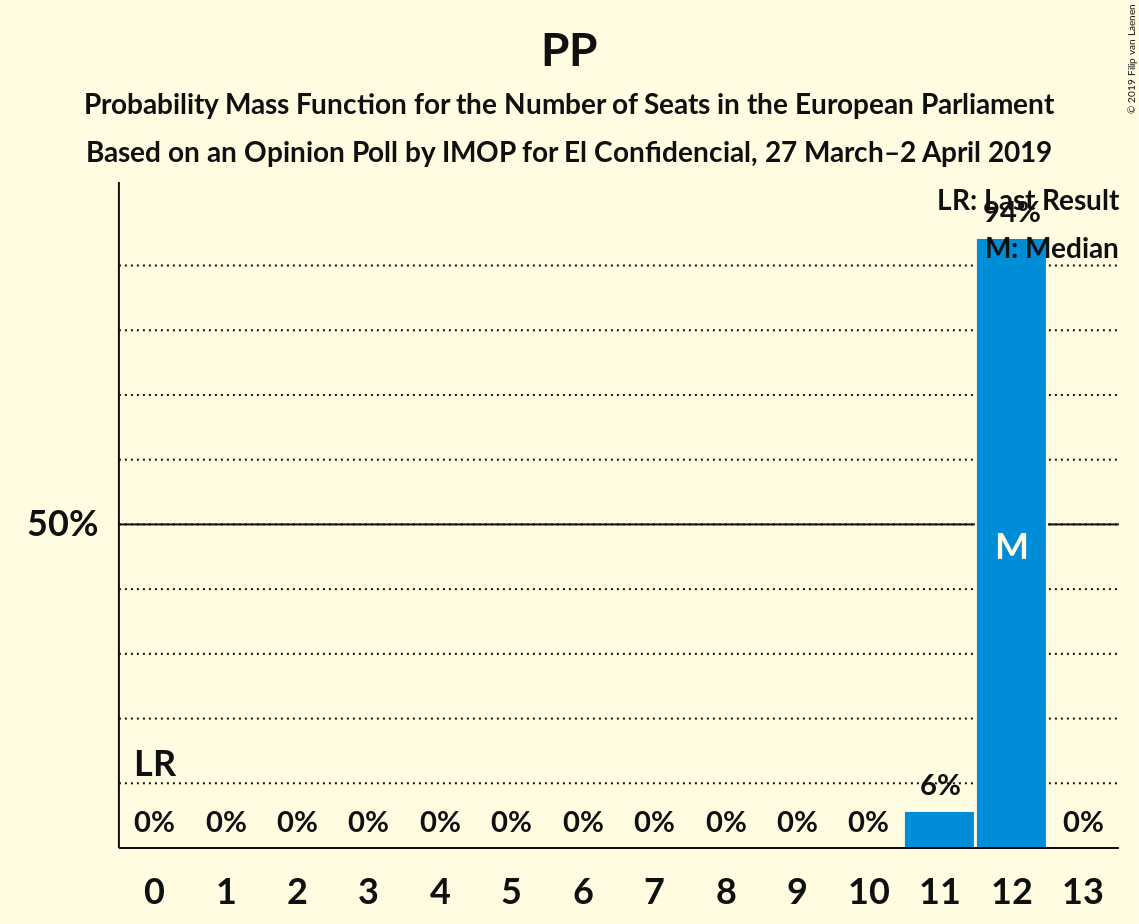 PP
Probability Mass Function for the Number of Seats in the European Parliament
Based on an Opinion Poll by IMOP for El Confidencial, 27 March–2 April 2019
© 2019 Filip van Laenen
LR: Last Result
94%
M: Median
50%
M
LR
6%
0% 0% 0% 0% 0% 0% 0% 0% 0% 0% 0% 0%
0 1 2 3 4 5 6 7 8 9 10 11 12 13